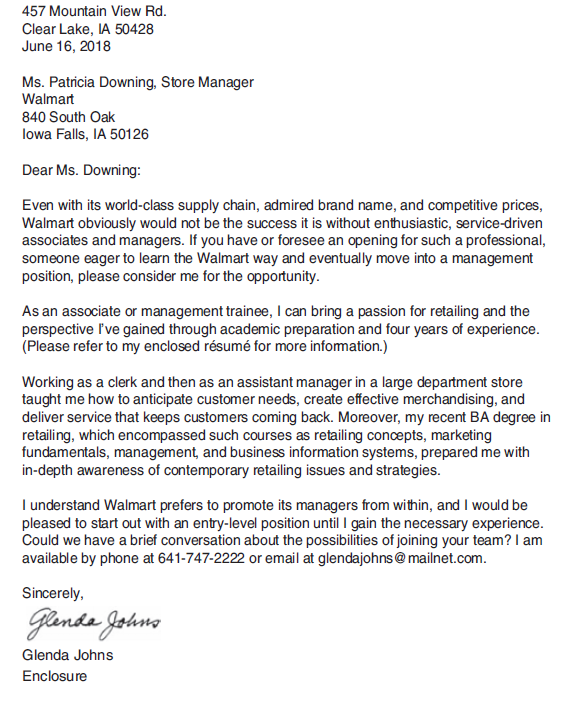 457 Mountain View Rd.
Clear Lake, IA 50428
June 16, 2018
Ms. Patricia Downing, Store Manager
Walmart
840 South Oak
Iowa Falls, IA 50126
Dear Ms. Downing:
Even with its world-class supply chain, admired brand name, and competitive prices,
Walmart obviously would not be the success it is without enthusiastic, service-driven
associates and managers. If you have or foresee an opening for such a professional,
someone eager to learn the Walmart way and eventually move into a management
position, please consider me for the opportunity.
As an associate or management trainee, I can bring a passion for retailing and the
perspective I've gained through academic preparation and four years of experience.
(Please refer to my enclosed résumé for more information.)
Working as a clerk and then as an assistant manager in a large department store
taught me how to anticipate customer needs, create effective merchandising, and
deliver service that keeps customers coming back. Moreover, my recent BA degree in
retailing, which encompassed such courses as retailing concepts, marketing
fundamentals, management, and business information systems, prepared me with
in-depth awareness of contemporary retailing issues and strategies.
I understand Walmart prefers to promote its managers from within, and I would be
pleased to start out with an entry-level position until I gain the necessary experience.
Could we have a brief conversation about the possibilities of joining your team? I am
available by phone at 641-747-2222 or email at glendajohns@mailnet.com.
Sincerely,
Glenda Johns
Glenda Johns
Enclosure